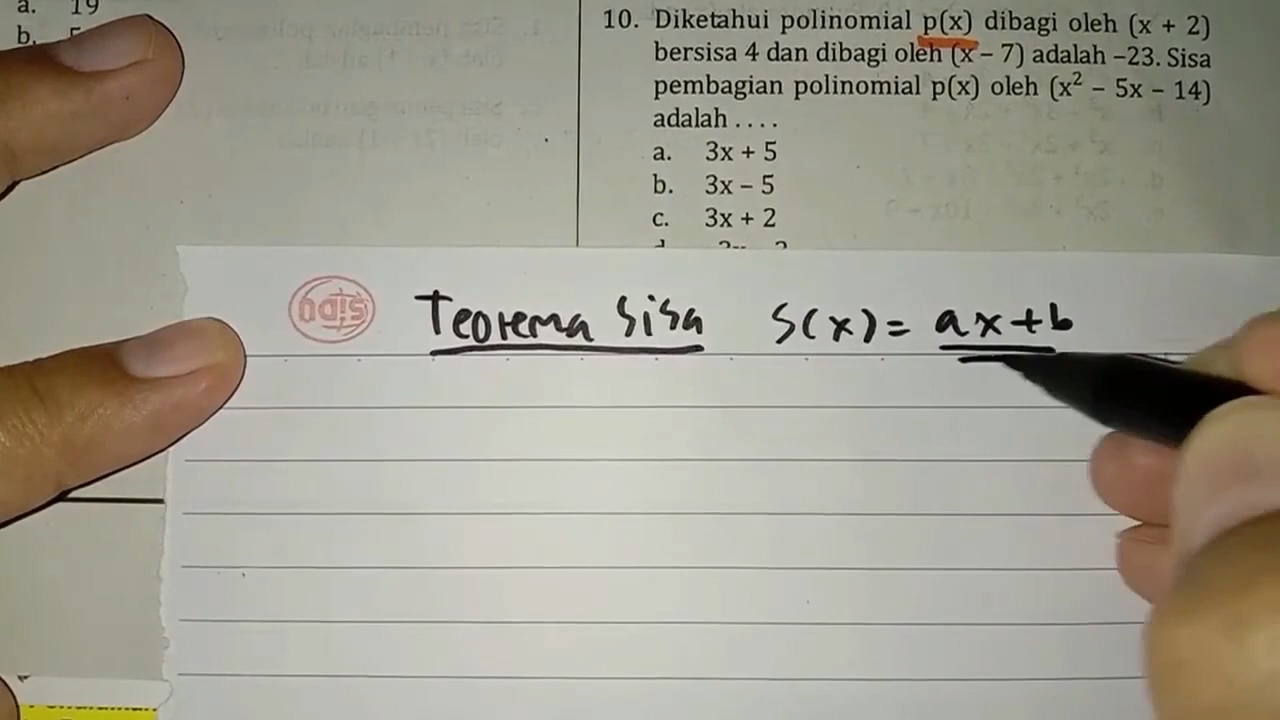 a. 19
b.
10. Diketahui polinomial p(x) dibagi oleh (x + 2)
bersisa 4 dan dibagi oleh (x – 7) adalah –23. Sisa
pembagian polinomial p(x) oleh (x² – 5x – 14)
adalah . . . .
a. 3x + 5
b. 3x – 5
c. 3x + 2
SiDU
Teorema Sisa S(x) = ax+b